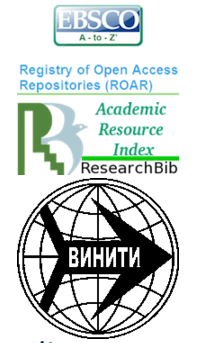 EBSCO
A - to - Z
Registry of Open Access
Repositories (ROAR)
Academic
Resource
Index
ResearchBib
ВИНИТИ